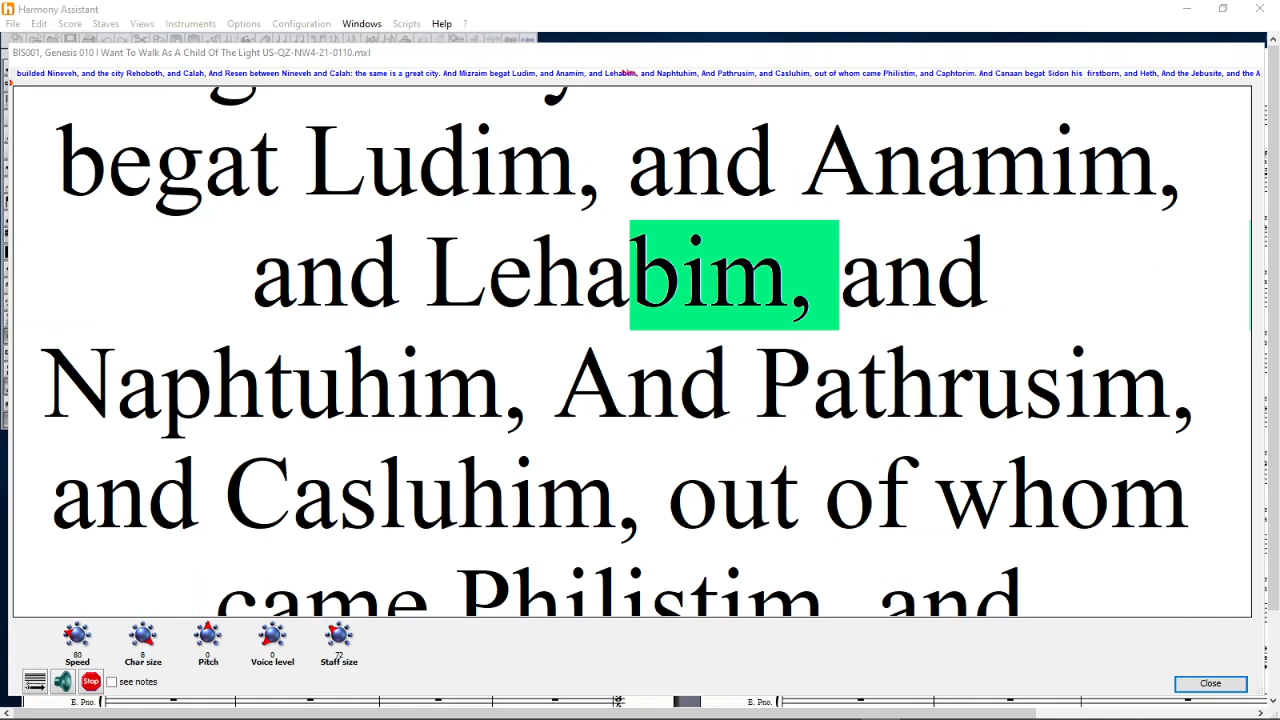 Harmony Assistant
File Edit Score Staves Views Instruments Options Configuration Windows Scripts Help ?
BIS001, Genesis 010 I Want To Walk As A Child Of The Light US-QZ-NW4-21-0110.mxl
builded Nineveh, and the city Rehoboth, and Calah, And Resen between Nineveh and Calah: the same is a great city. And Mizraim begat Ludim, and Anamim, and Lehabim, and Naphtuhim, And Pathrusim, and Casluhim, out of whom came Philistim, and Caphtorim. And Canaan begat Sidon his firstborn, and Heth, And the Jebusite, and the A
begat Ludim, and Anamim,
and Lehabim, and
Naphtuhim, And Pathrusim,
and Casluhim, out of whom
came Philistim, and
80 8 0 0 72
Speed Char size Pitch Voice level Staff size
Stop see notes Close
E. Pno. E. Pno.